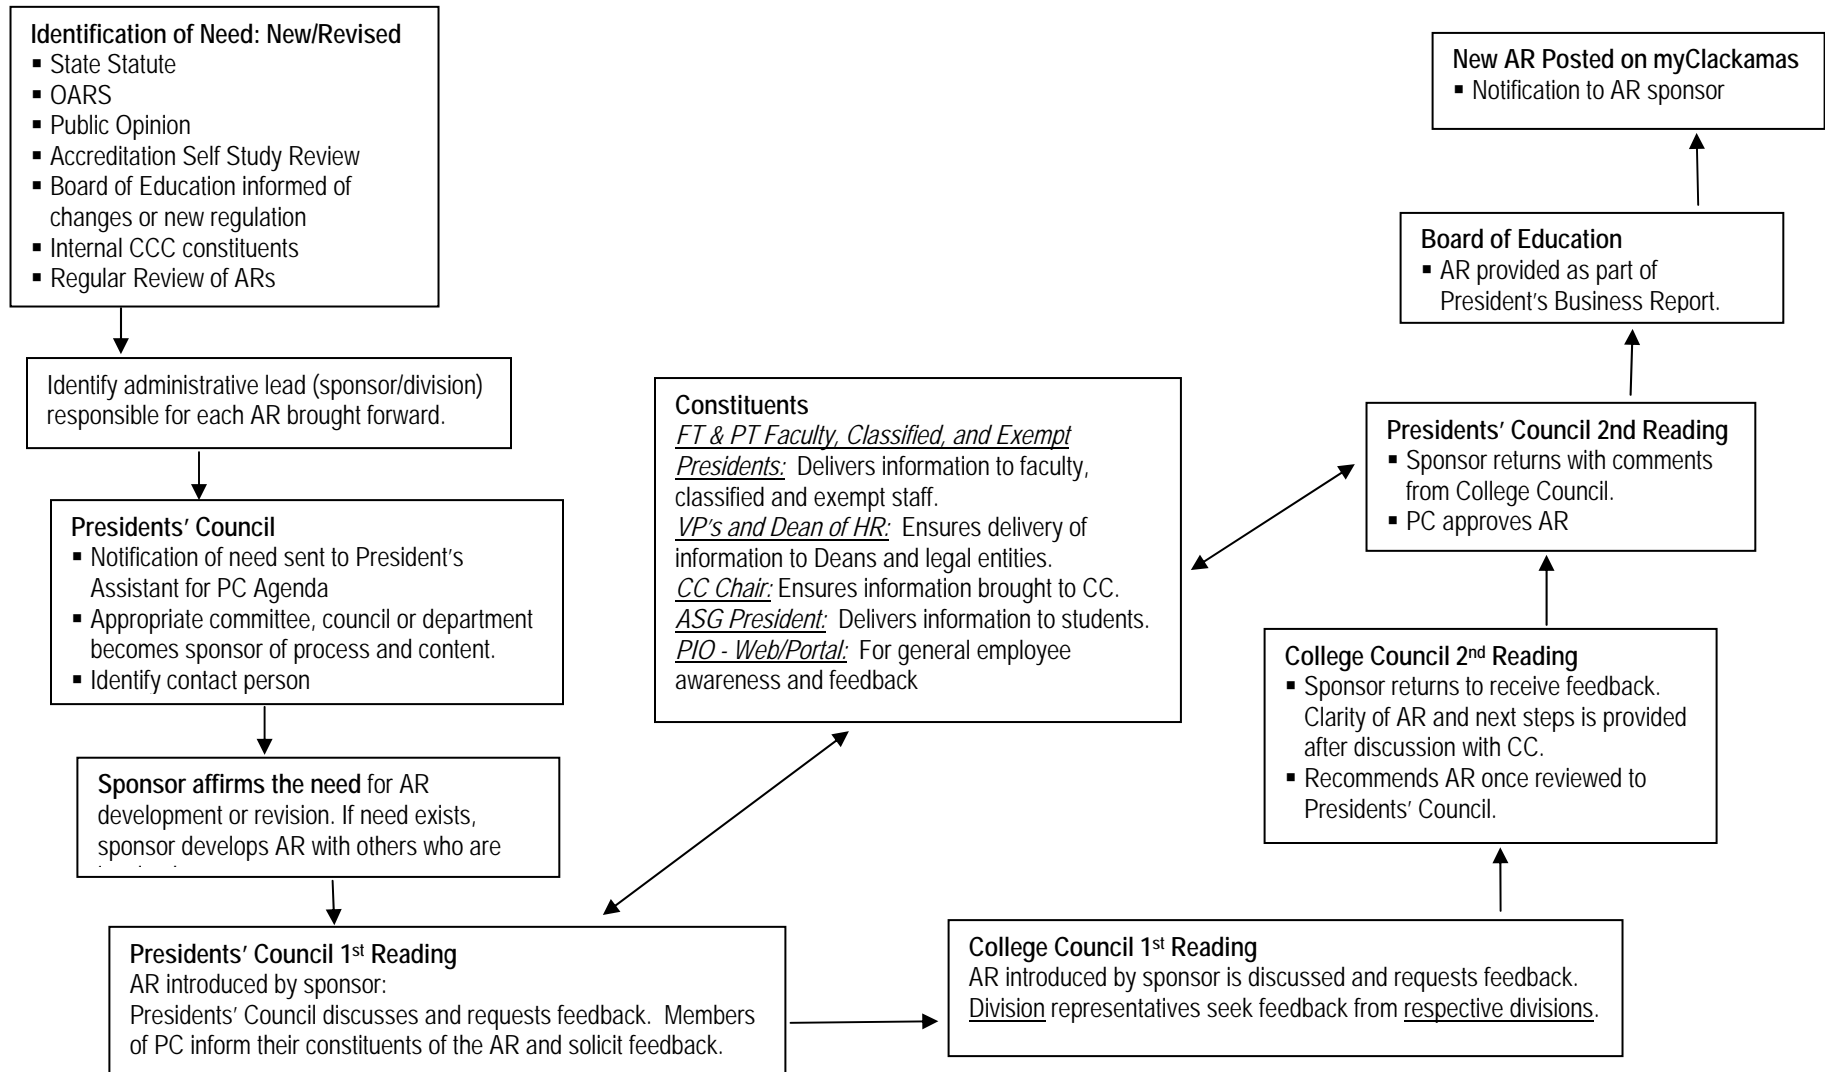 Identification of Need: New/Revised
▪ State Statute
▪ OARS
▪ Public Opinion
▪ Accreditation Self Study Review
▪ Board of Education informed of
changes or new regulation
▪ Internal CCC constituents
▪ Regular Review of ARs
Identify administrative lead (sponsor/division)
responsible for each AR brought forward.
Presidents' Council
▪ Notification of need sent to President's
Assistant for PC Agenda
▪ Appropriate committee, council or department
becomes sponsor of process and content.
▪ Identify contact person
Sponsor affirms the need for AR
development or revision. If need exists,
sponsor develops AR with others who are
Presidents' Council 1st Reading
AR introduced by sponsor:
Presidents' Council discusses and requests feedback. Members
of PC inform their constituents of the AR and solicit feedback.
Constituents
FT & PT Faculty, Classified, and Exempt
Presidents: Delivers information to faculty,
classified and exempt staff.
VP's and Dean of HR: Ensures delivery of
information to Deans and legal entities.
CC Chair: Ensures information brought to CC.
ASG President: Delivers information to students.
PIO - Web/Portal: For general employee
awareness and feedback
College Council 1st Reading
AR introduced by sponsor is discussed and requests feedback.
Division representatives seek feedback from respective divisions.
College Council 2nd Reading
▪ Sponsor returns to receive feedback.
Clarity of AR and next steps is provided
after discussion with CC.
▪ Recommends AR once reviewed to
Presidents' Council.
Presidents' Council 2nd Reading
▪ Sponsor returns with comments
from College Council.
▪ PC approves AR
Board of Education
▪ AR provided as part of
President's Business Report.
New AR Posted on myClackamas
▪ Notification to AR sponsor